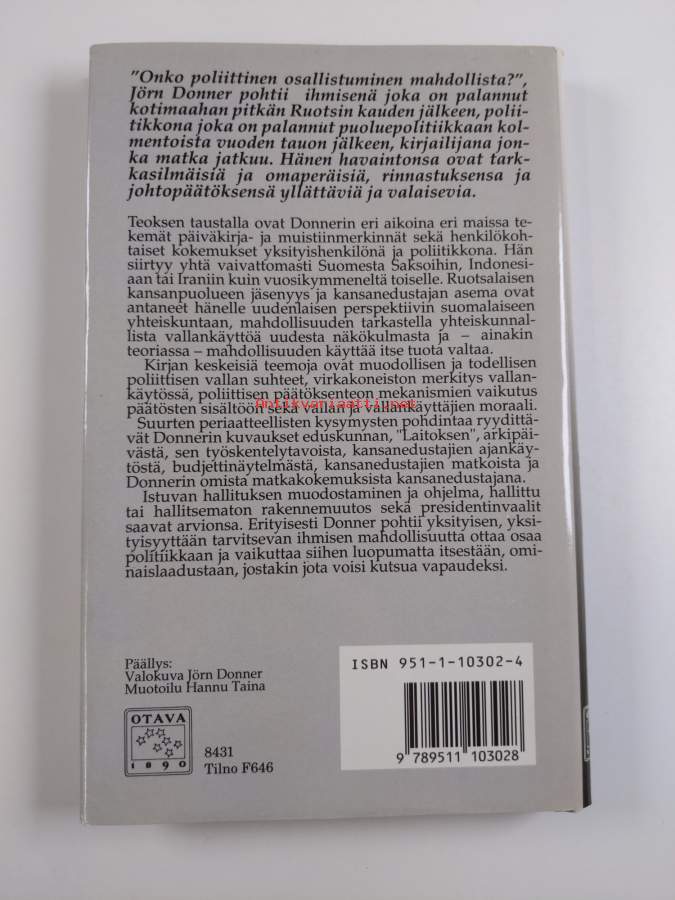 "Onko poliittinen osallistuminen mahdollista?",
Jörn Donner pohtii ihmisenä joka on palannut
kotimaahan pitkän Ruotsin kauden jälkeen, polii-
tikkona joka on palannut puoluepolitiikkaan kol-
mentoista vuoden tauon jälkeen, kirjailijana jon-
ka matka jatkuu. Hänen havaintonsa ovat tark-
kasilmäisiä ja omaperäisiä, rinnastuksensa ja
johtopäätöksensä yllättäviä ja valaisevia.
Teoksen taustalla ovat Donnerin eri aikoina eri maissa te-
kemät päiväkirja- ja muistiinmerkinnät sekä henkilökoh-
taiset kokemukset yksityishenkilönä ja poliitikkona. Hän
siirtyy yhtä vaivattomasti Suomesta Saksoihin, Indonesi-
aan tai Iraniin kuin vuosikymmeneltä toiselle. Ruotsalaisen
kansanpuolueen jäsenyys ja kansanedustajan asema ovat
antaneet hänelle uudenlaisen perspektiivin suomalaiseen
yhteiskuntaan, mahdollisuuden tarkastella yhteiskunnal-
lista vallankäyttöä uudesta näkökulmasta ja – ainakin
teoriassa – mahdollisuuden käyttää itse tuota valtaa.
Kirjan keskeisiä teemoja ovat muodollisen ja todellisen
poliittisen vallan suhteet, virkakoneiston merkitys vallan-
käytössä, poliittisen päätöksenteon mekanismien vaikutus
päätösten sisältöön sekä vallan ja vallankäyttäjien moraali.
Antikvariaatti.net
Suurten periaatteellisten kysymysten pohdintaa ryydittä-
vät Donnerin kuvaukset eduskunnan, "Laitoksen", arkipäi-
västä, sen työskentelytavoista, kansanedustajien ajankäy-
töstä, budjettinäytelmästä, kansanedustajien matkoista ja
Donnerin omista matkakokemuksista kansanedustajana.
Istuvan hallituksen muodostaminen ja ohjelma, hallittu
tai hallitsematon rakennemuutos sekä presidentinvaalit
saavat arvionsa. Erityisesti Donner pohtii yksityisen, yksi-
tyisyyttään tarvitsevan ihmisen mahdollisuutta ottaa osaa
politiikkaan ja vaikuttaa siihen luopumatta itsestään, omi-
naislaadustaan, jostakin jota voisi kutsua vapaudeksi.
Päällys:
Valokuva Jörn Donner
Muotoilu Hannu Taina
OTAVA
1890
8431
Tilno F646
ISBN 951-1-10302-4
9 789511 103028